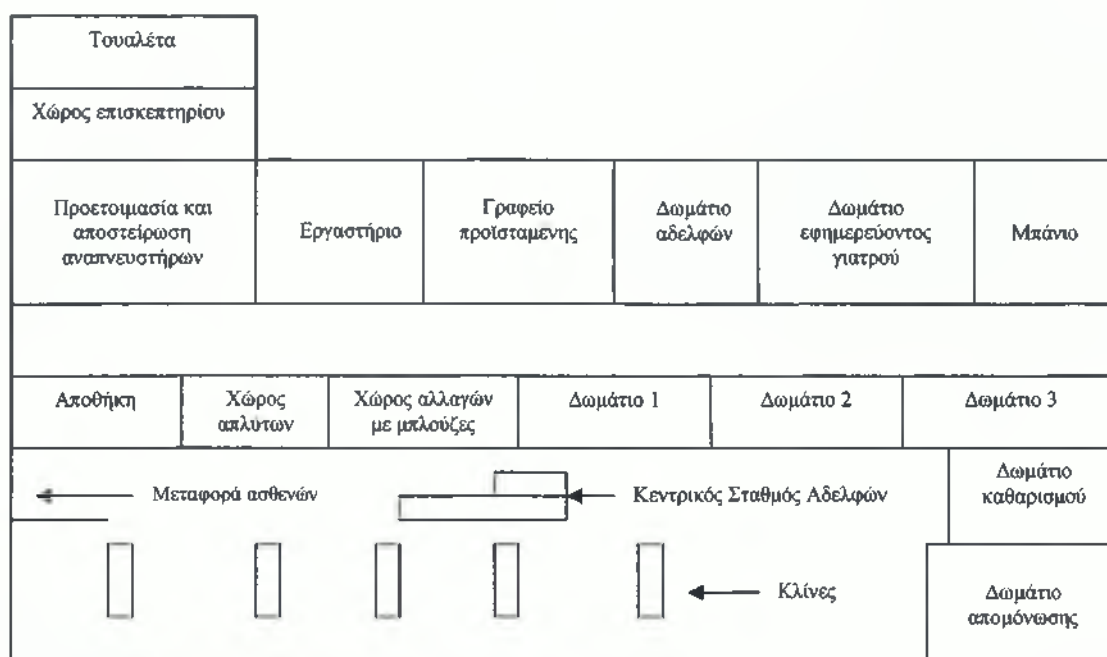 Τουαλέτα
Χώρος επισκεπτηρίου
Προετοιμασία και
αποστείρωση
αναπνευστήρων
Εργαστήριο
Γραφείο
προϊσταμενης
Δωμάτιο
αδελφών
Δωμάτιο
εφημερεύοντος
γιατρού
Μπάνιο
Αποθήκη
Χώρος
απλύτων
Χώρος αλλαγών
με μπλούζες
Δωμάτιο 1
Δωμάτιο 2
Δωμάτιο 3
Μεταφορά ασθενών
Κεντρικός Σταθμός Αδελφών
Δωμάτιο
καθαρισμού
Κλίνες
Δωμάτιο
απομόνωσης